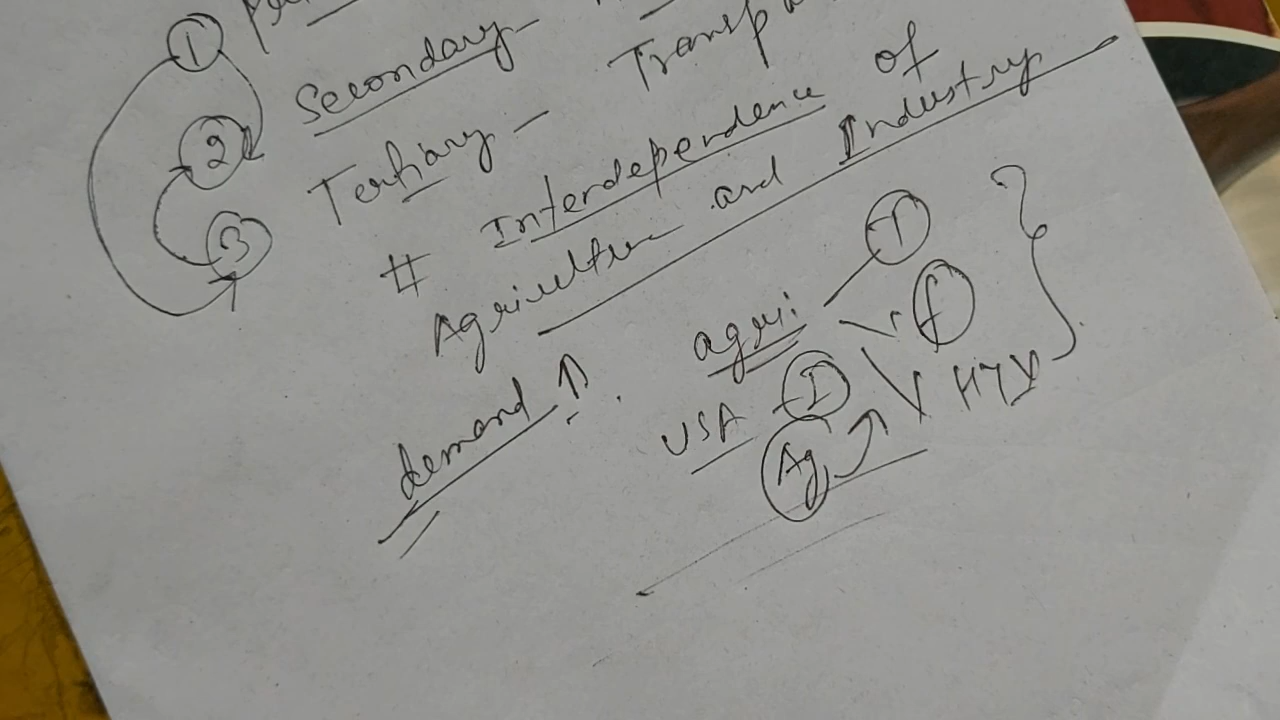 ①
② Secondary -
③ Tertiary - Transp
# Interdependence of
Agriculture and Industry
agri: T
f
demand ↑. USA - I HYV
Ag